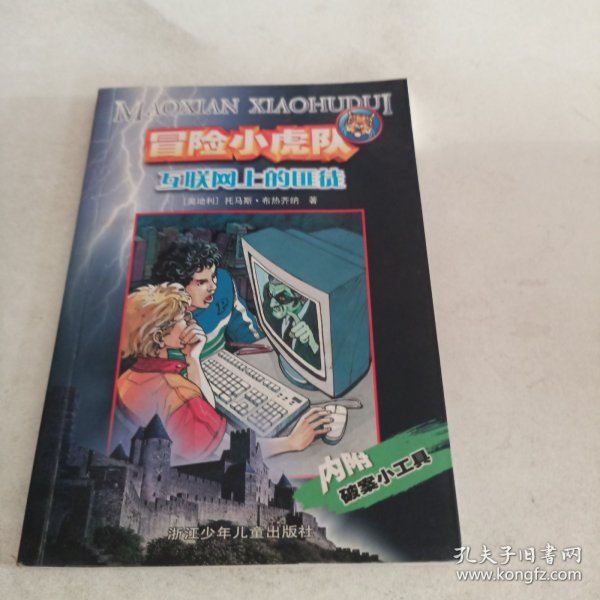 MAOXIAN XIAOHUDUI
冒险小虎队
互联网上的匪徒
［奥地利］ 托马斯·布热齐纳 著
内附
破案小工具
浙江少年儿童出版社
孔夫子旧书网
www.kongfz.com